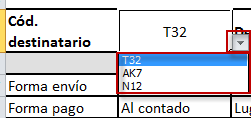 Cód.
destinatario
T32
T32
AK7
N12
Forma envío
Forma pago Al contado